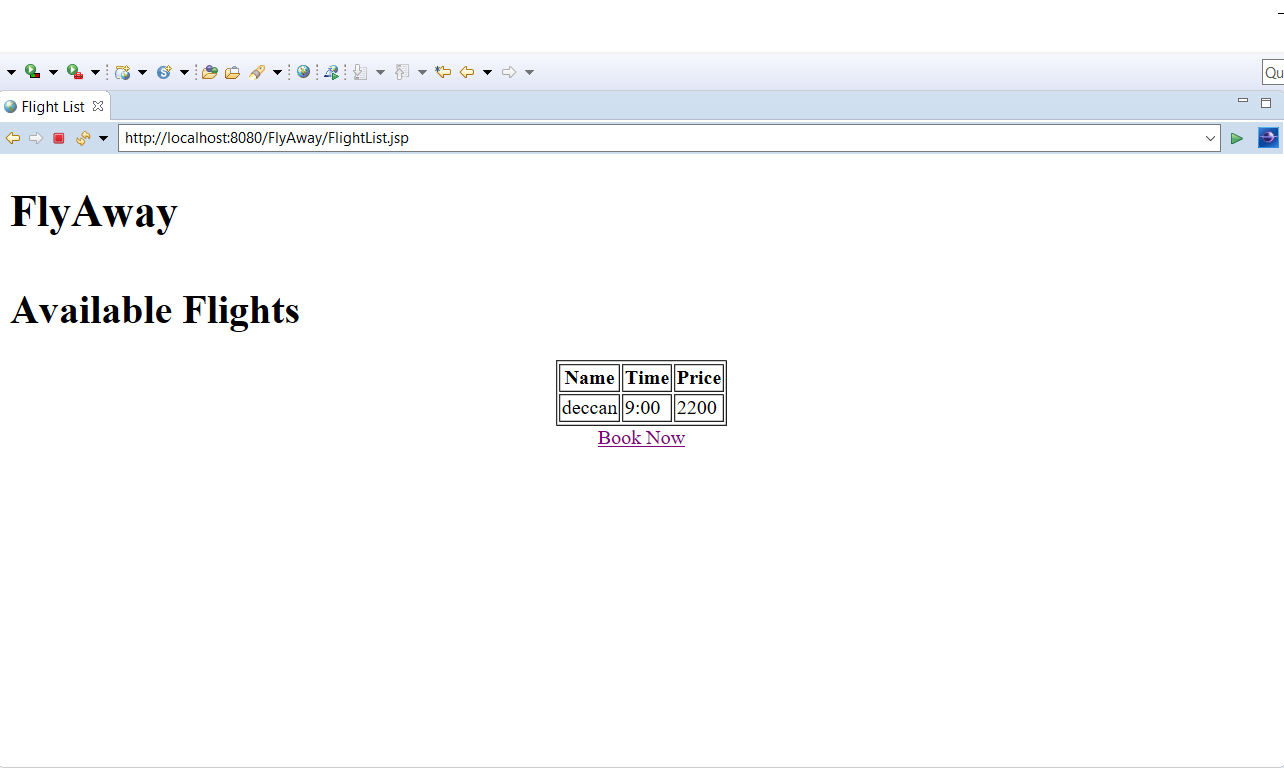 Qu
Flight List
http://localhost:8080/FlyAway/FlightList.jsp
FlyAway
Available Flights
Name Time Price
deccan 9:00 2200
Book Now